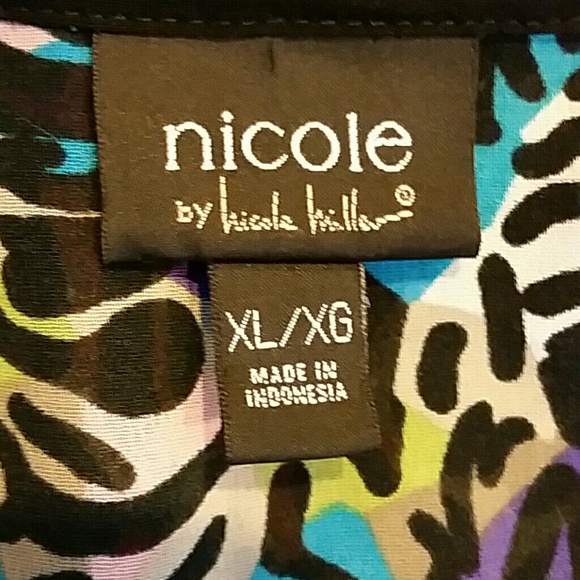 nicole
BY nicole miller®
XL/XG
MADE IN
INDONESIA